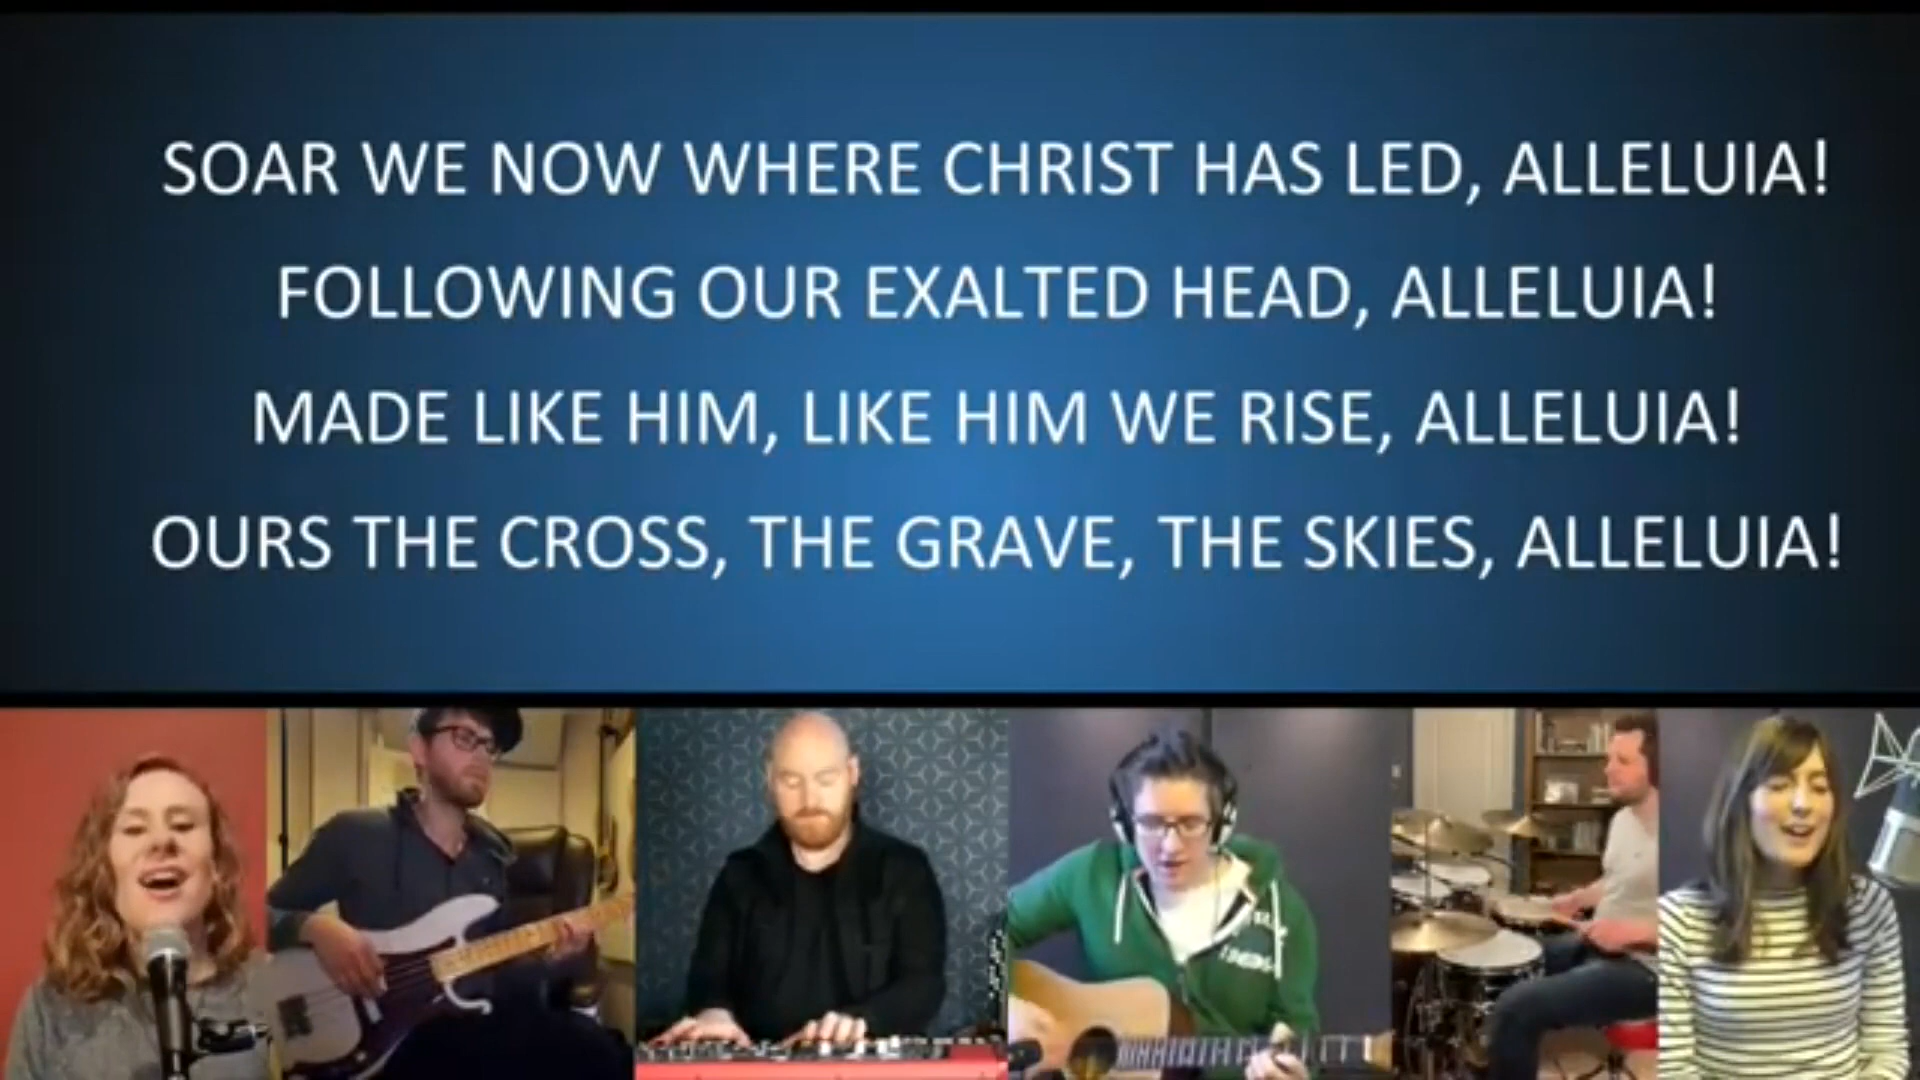 SOAR WE NOW WHERE CHRIST HAS LED, ALLELUIA!
FOLLOWING OUR EXALTED HEAD, ALLELUIA!
MADE LIKE HIM, LIKE HIM WE RISE, ALLELUIA!
OURS THE CROSS, THE GRAVE, THE SKIES, ALLELUIA!